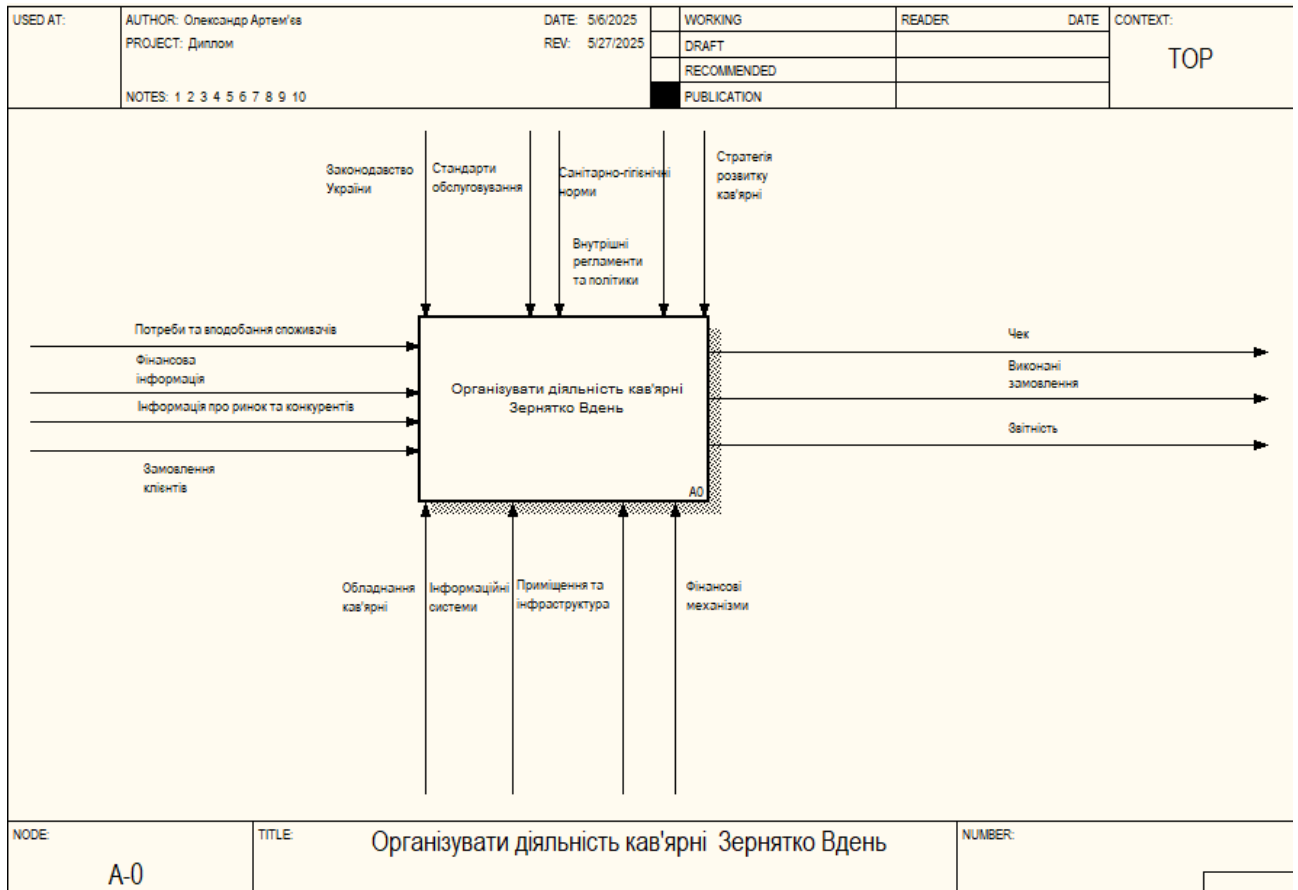 USED AT:
AUTHOR: Олександр Артем'єв
DATE: 5/6/2025
WORKING
READER
DATE
CONTEXT:
PROJECT: Диплом
REV: 5/27/2025
DRAFT
TOP
RECOMMENDED
NOTES: 1 2 3 4 5 6 7 8 9 10
PUBLICATION
Законодавство
України
Стандарти
обслуговування
Санітарно-гігієнічні
норми
Стратегія
розвитку
кав'ярні
Внутрішні
регламенти
та політики
Потреби та вподобання споживачів
Фінансова
інформація
Інформація про ринок та конкурентів
Замовлення
клієнтів
Організувати діяльність кав'ярні
Зернятко Вдень
A0
Чек
Виконані
замовлення
Звітність
Обладнання
кав'ярні
Інформаційні
системи
Приміщення та
інфраструктура
Фінансові
механізми
NODE:
A-0
TITLE:
Організувати діяльність кав'ярні Зернятко Вдень
NUMBER: